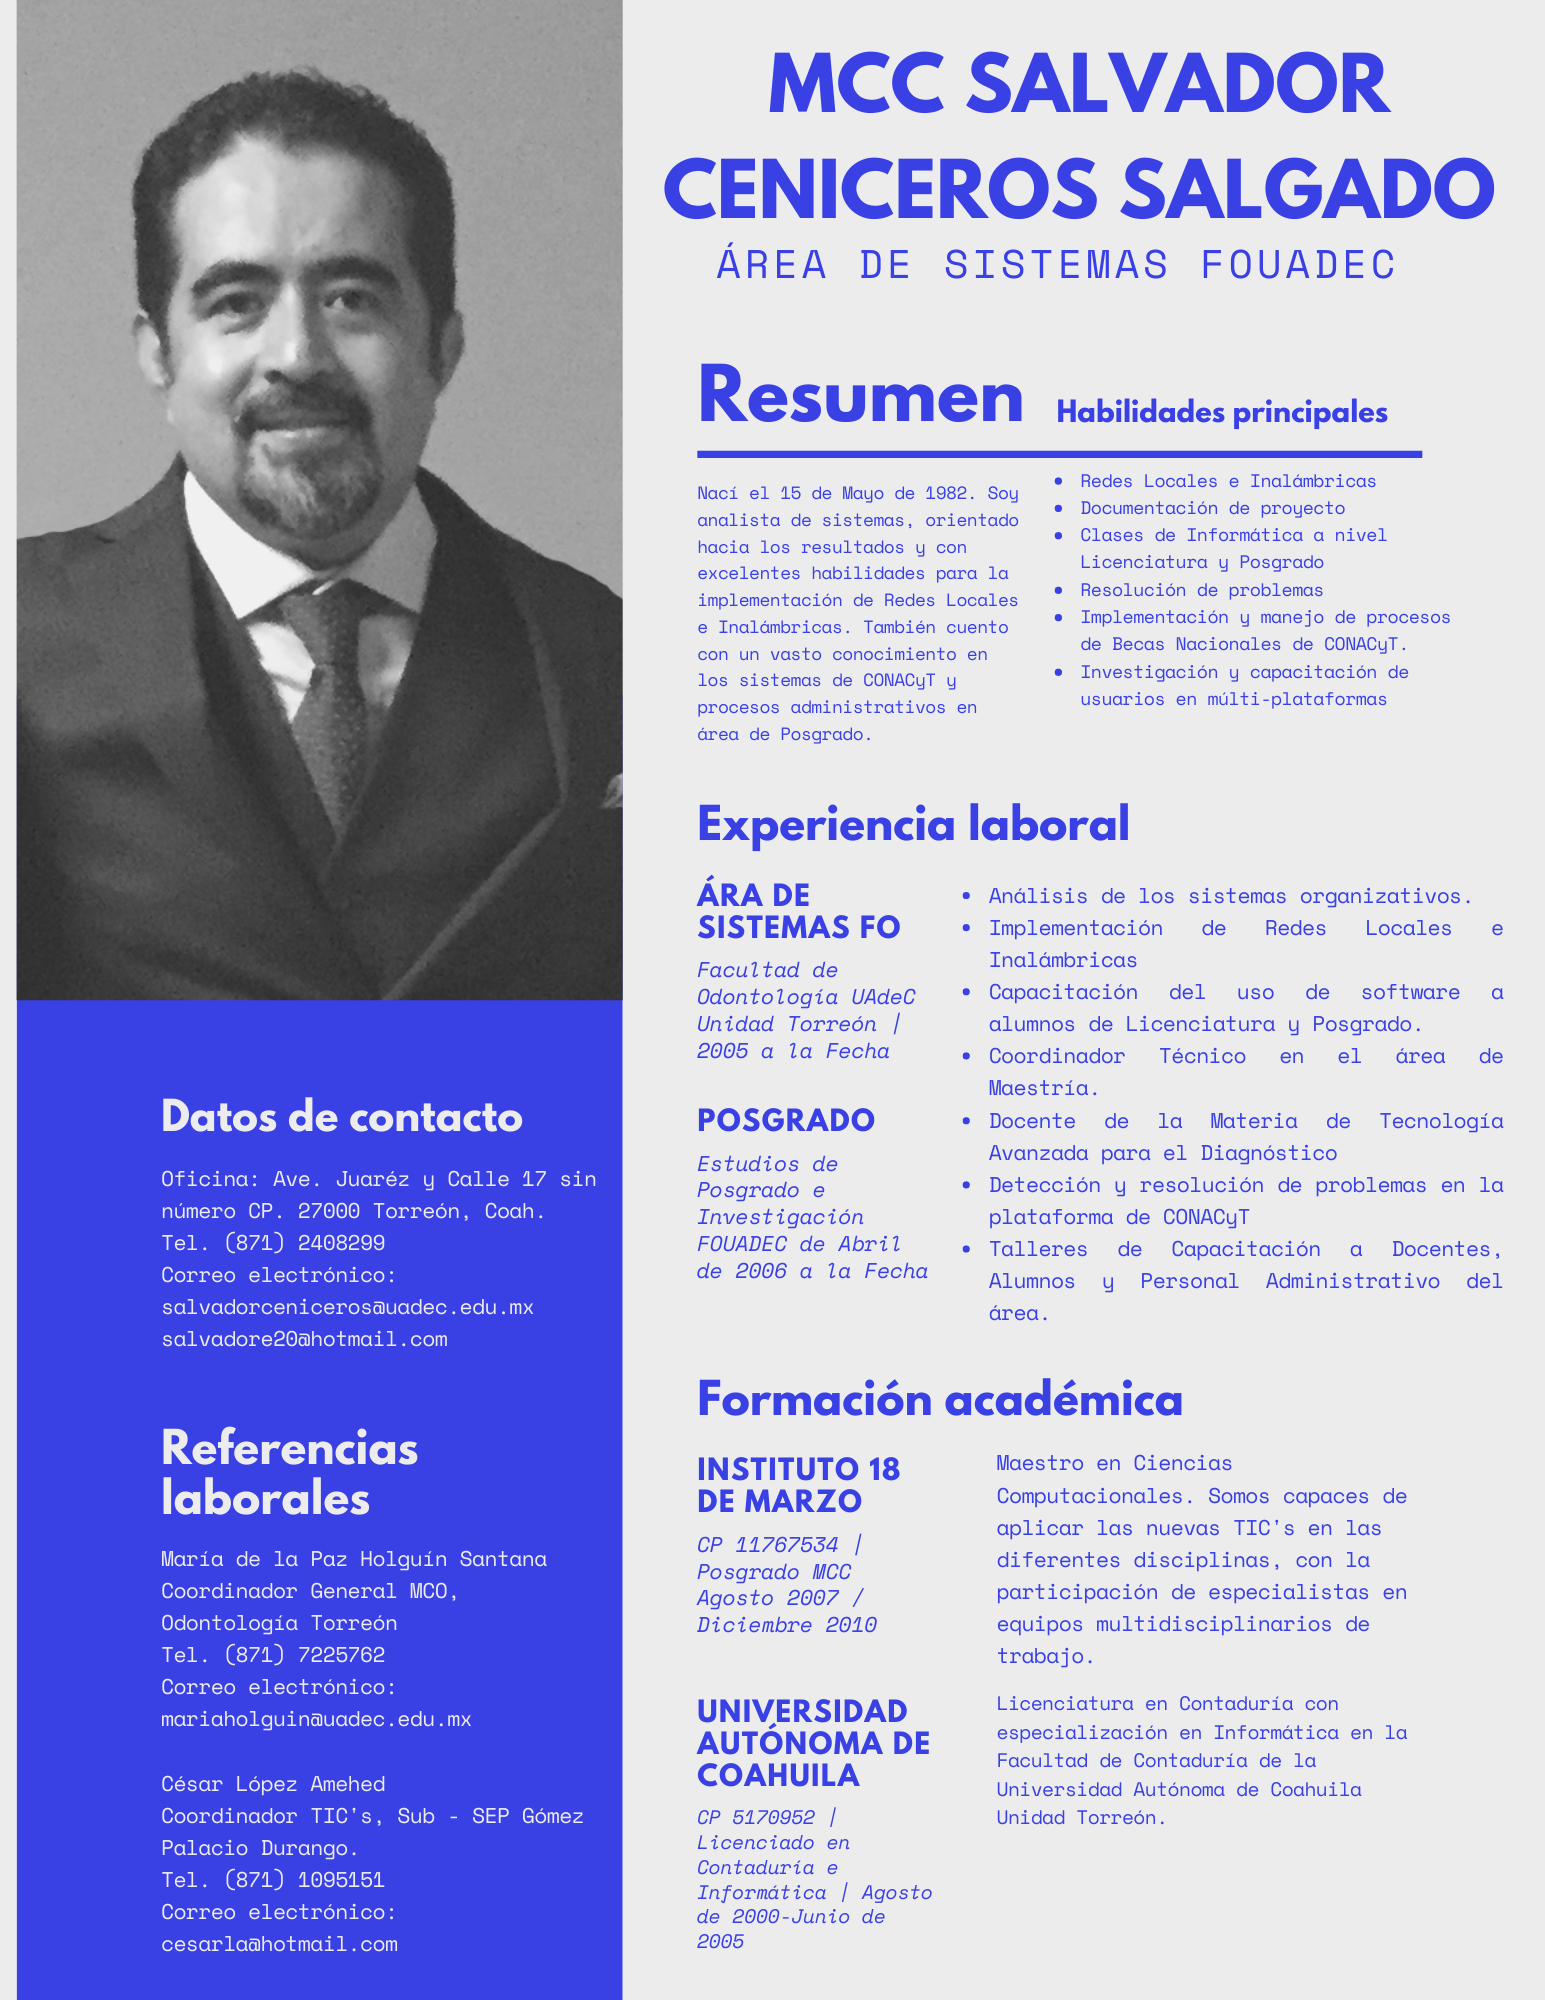 MCC SALVADOR
CENICEROS SALGADO
ÁREA DE SISTEMAS FOUADEC
Resumen
Nací el 15 de Mayo de 1982. Soy
analista de sistemas, orientado
hacia los resultados y con
excelentes habilidades para la
implementación de Redes Locales
e Inalámbricas. También cuento
con un vasto conocimiento en
los sistemas de CONACyT y
procesos administrativos en
área de Posgrado.
Habilidades principales
• Redes Locales e Inalámbricas
• Documentación de proyecto
• Clases de Informática a nivel
Licenciatura y Posgrado
• Resolución de problemas
• Implementación y manejo de procesos
de Becas Nacionales de CONACyT.
• Investigación y capacitación de
usuarios en múlti-plataformas
Experiencia laboral
ÁRA DE
SISTEMAS FO
Facultad de
Odontología UAdeC
Unidad Torreón |
2005 a la Fecha
POSGRADO
Estudios de
Posgrado e
Investigación
FOUADEC de Abril
de 2006 a la Fecha
• Análisis de los sistemas organizativos.
• Implementación de Redes Locales e
Inalámbricas
• Capacitación del uso de software a
alumnos de Licenciatura y Posgrado.
• Coordinador Técnico en el área de
Maestría.
• Docente de la Materia de Tecnología
Avanzada para el Diagnóstico
• Detección y resolución de problemas en la
plataforma de CONACyT
• Talleres de Capacitación a Docentes,
Alumnos y Personal Administrativo del
área.
Formación académica
INSTITUTO 18
DE MARZO
CP 11767534 |
Posgrado MCC
Agosto 2007 /
Diciembre 2010
Maestro en Ciencias
Computacionales. Somos capaces de
aplicar las nuevas TIC's en las
diferentes disciplinas, con la
participación de especialistas en
equipos multidisciplinarios de
trabajo.
UNIVERSIDAD
AUTÓNOMA DE
COAHUILA
CP 5170952 |
Licenciado en
Contaduría e
Informática | Agosto
de 2000-Junio de
2005
Licenciatura en Contaduría con
especialización en Informática en la
Facultad de Contaduría de la
Universidad Autónoma de Coahuila
Unidad Torreón.
Datos de contacto
Oficina: Ave. Juaréz y Calle 17 sin
número CP. 27000 Torreón, Coah.
Tel. (871) 2408299
Correo electrónico:
salvadorceniceros@uadec.edu.mx
salvadore20@hotmail.com
Referencias
laborales
María de la Paz Holguín Santana
Coordinador General MCO,
Odontología Torreón
Tel. (871) 7225762
Correo electrónico:
mariaholguin@uadec.edu.mx
César López Amehed
Coordinador TIC's, Sub - SEP Gómez
Palacio Durango.
Tel. (871) 1095151
Correo electrónico:
cesarla@hotmail.com